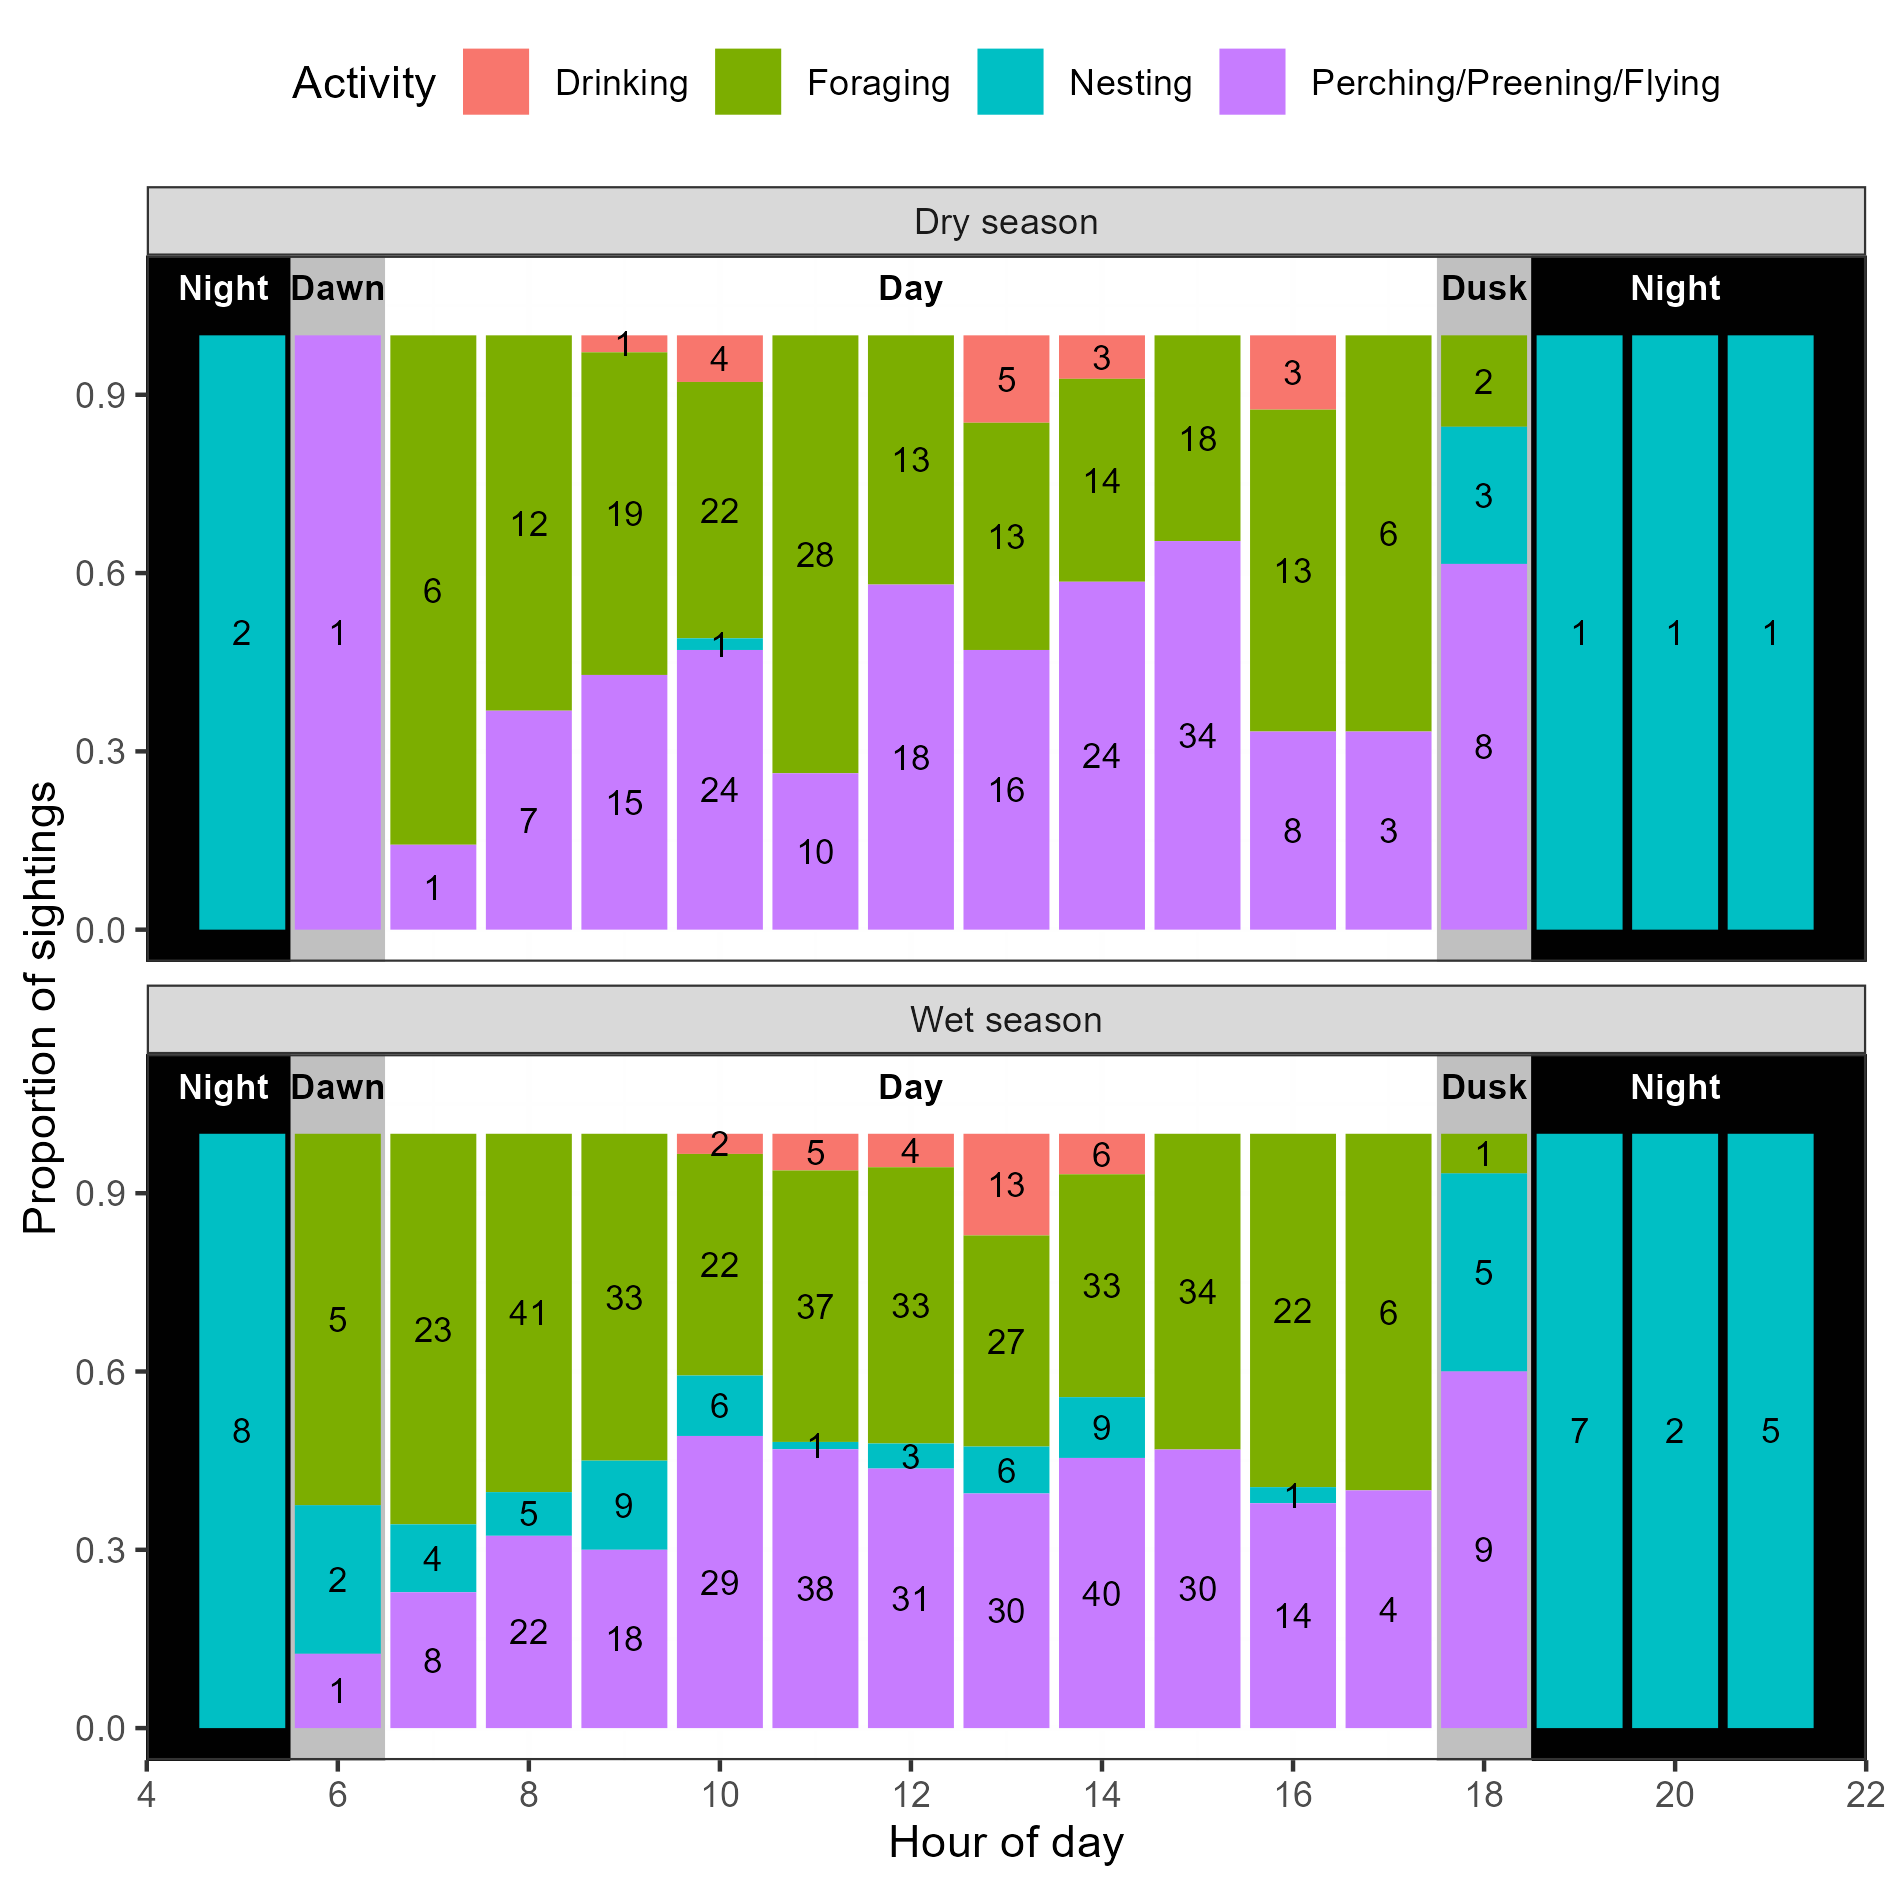 Activity Drinking Foraging Nesting Perching/Preening/Flying
Dry season
Night Dawn Day Dusk Night
1 4 5 3 3
2 1 6 12 19 22 28 13 13 14 18 13 6 2 1 1 1
1 3
1 7 15 24 10 18 16 24 34 8 3 8
0.9
0.6
0.3
0.0
Wet season
Night Dawn Day Dusk Night
2 5 4 13 6
8 5 23 41 33 22 37 33 27 33 34 22 6 1 7 2 5
2 4 5 9 6 1 3 6 9 1 5
1 8 22 18 29 38 31 30 40 30 14 4 9
0.9
0.6
0.3
0.0
4 6 8 10 12 14 16 18 20 22
Hour of day
Proportion of sightings